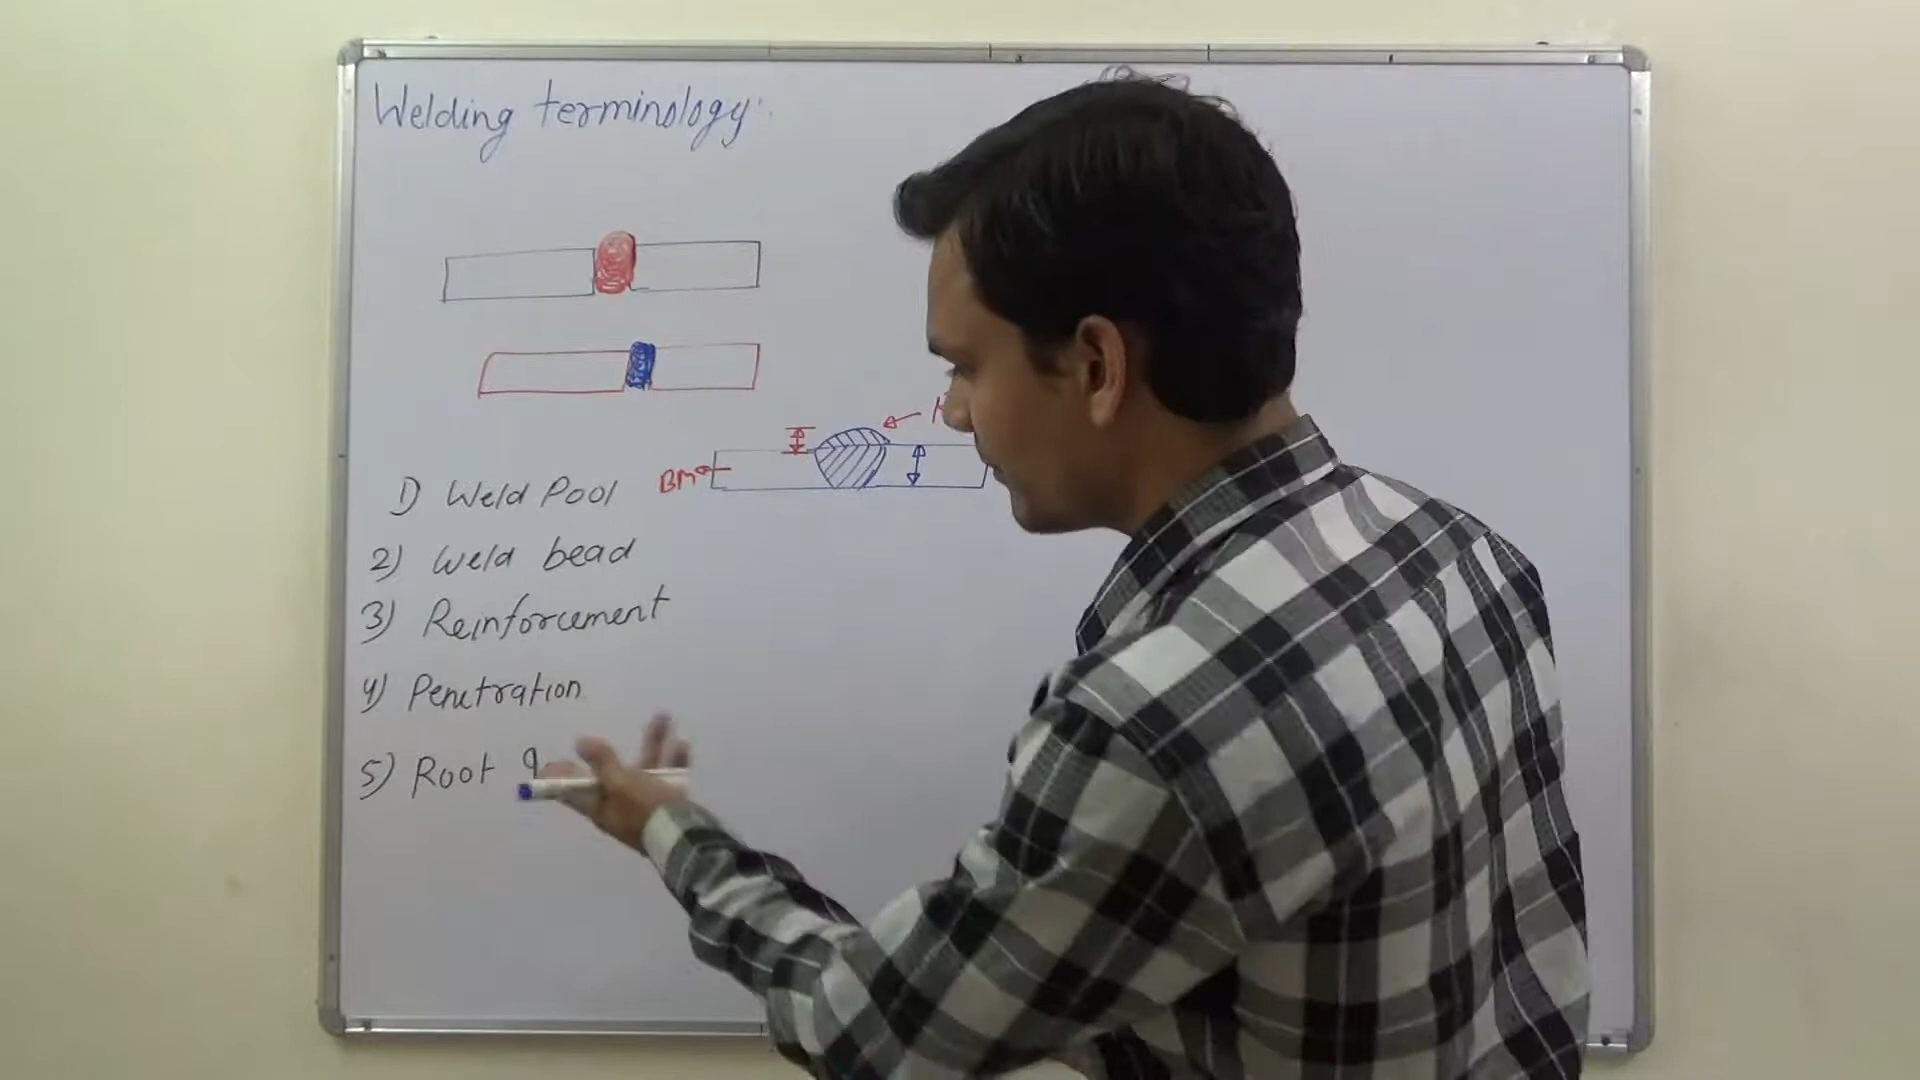 Welding terminology:
BM
1) Weld Pool
2) Weld bead
3) Reinforcement
4) Penetration
5) Root